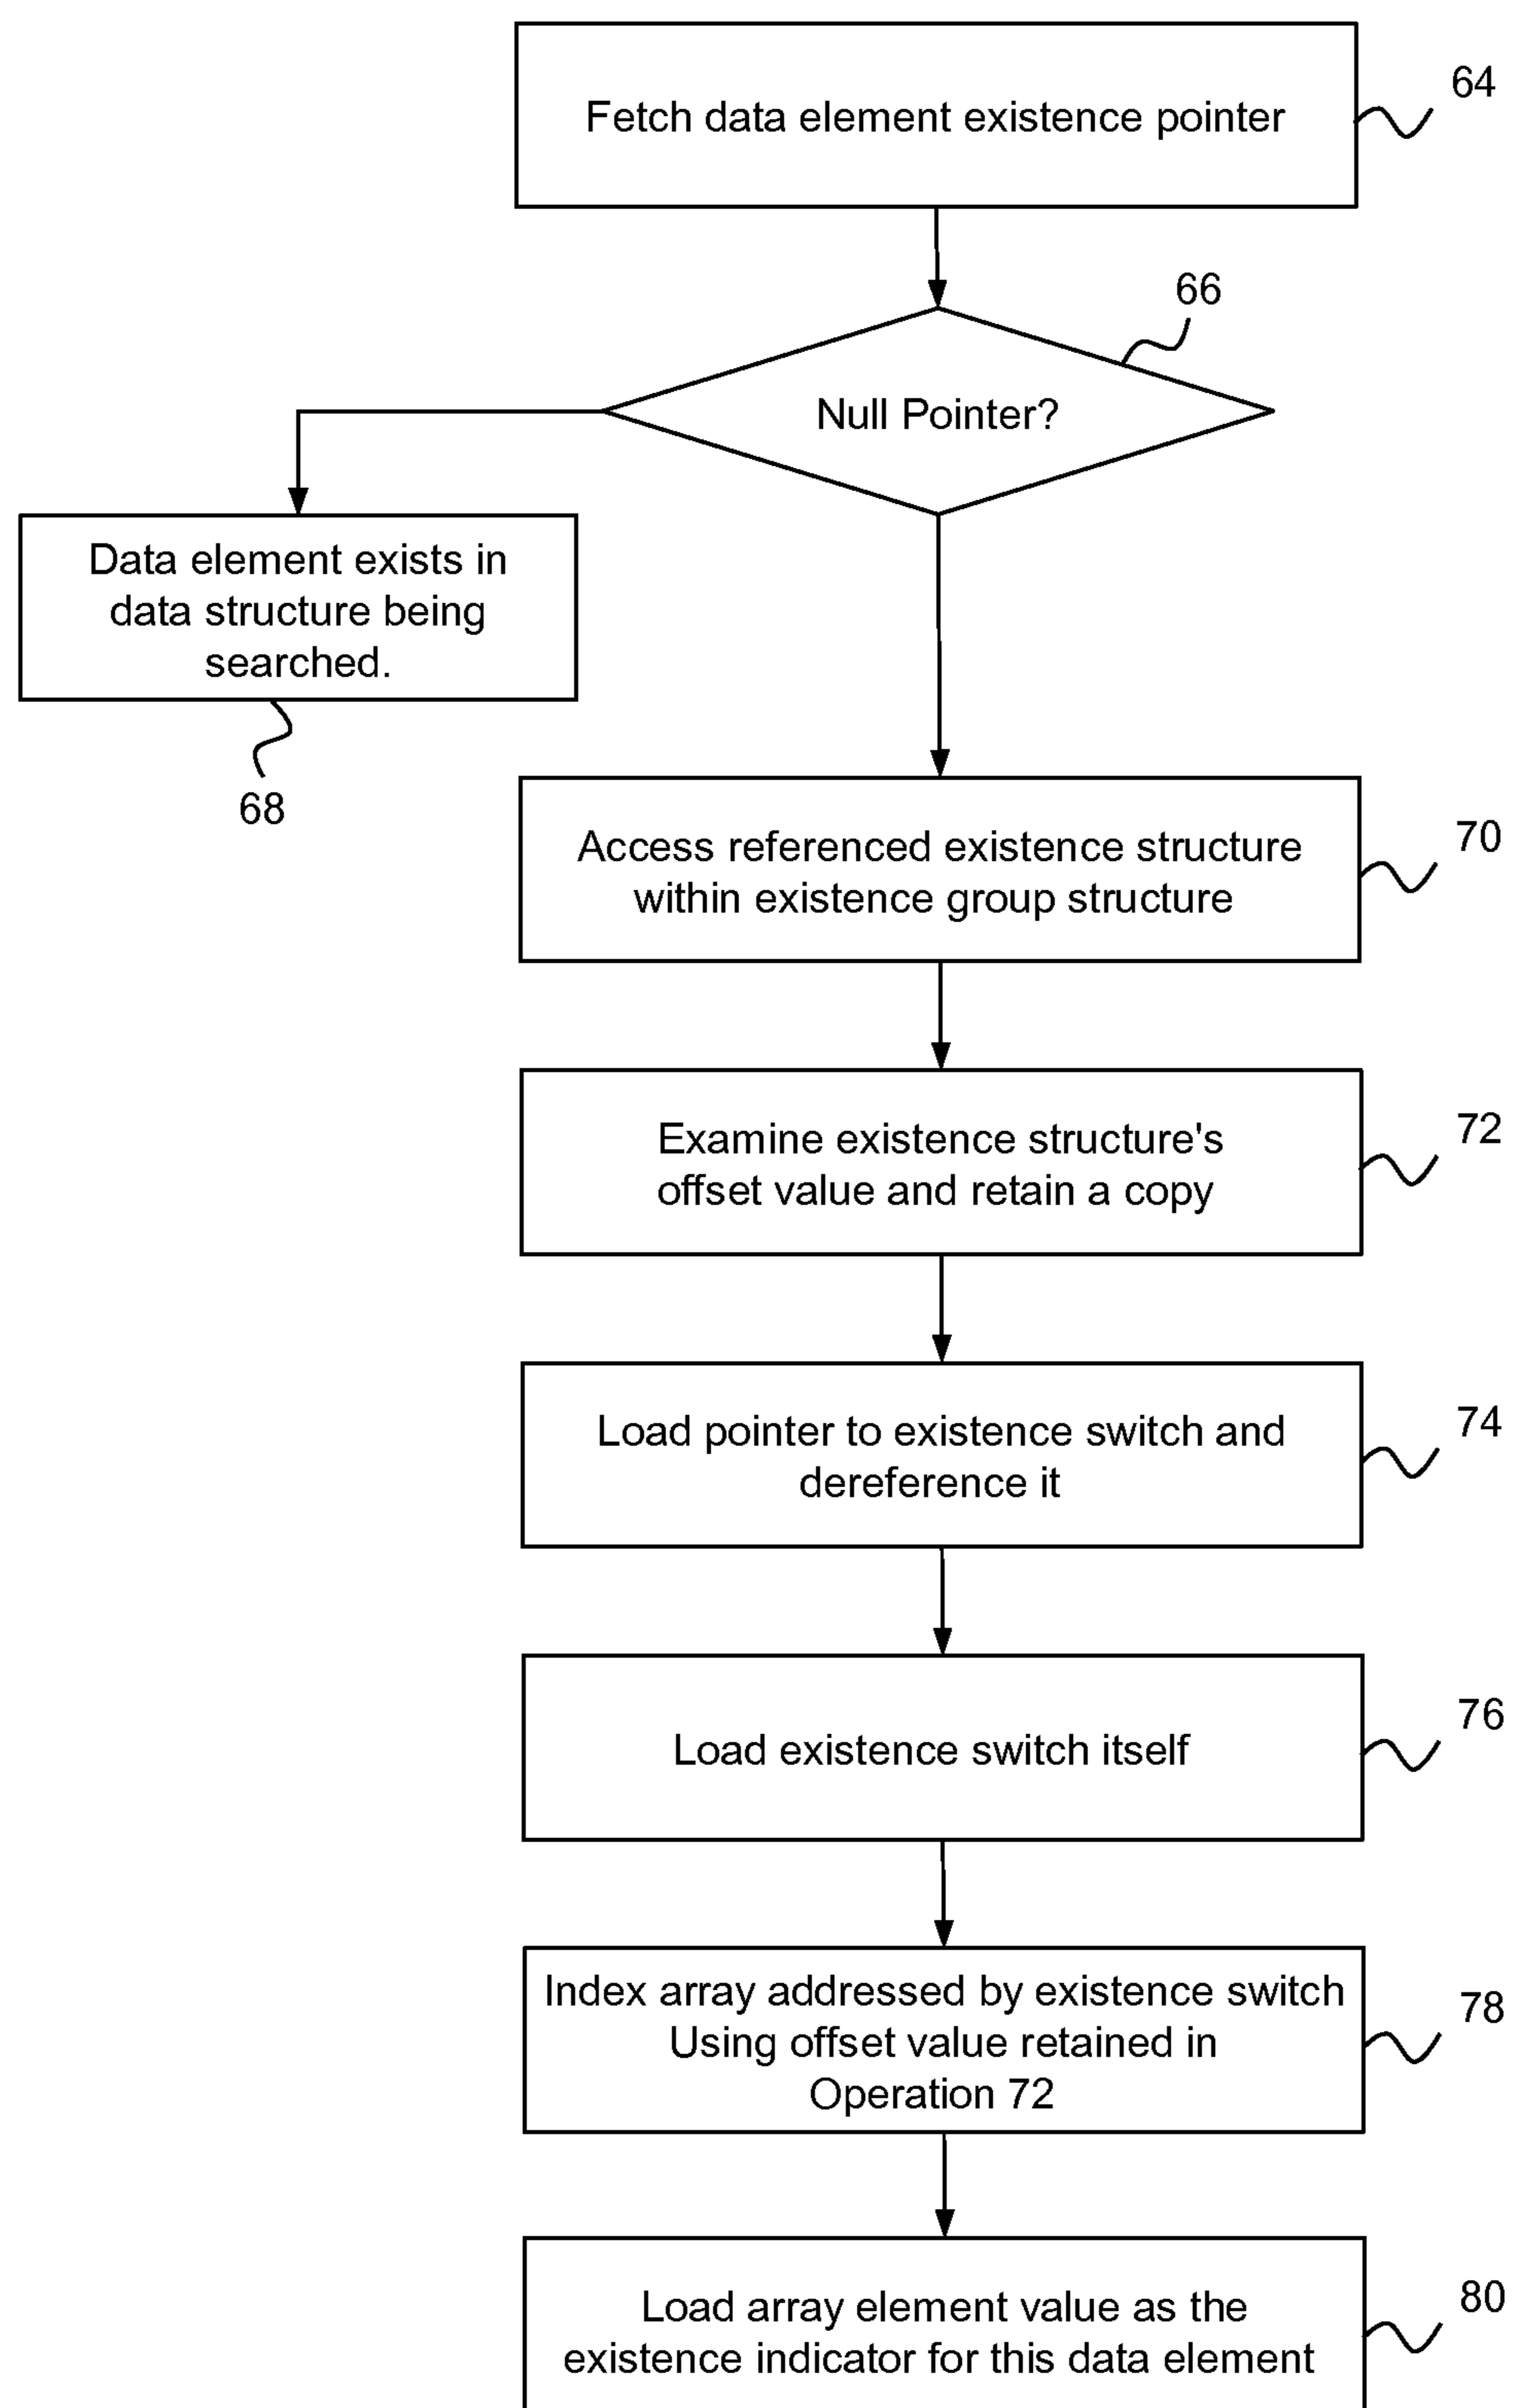 Fetch data element existence pointer
64
66
Null Pointer?
Data element exists in
data structure being
searched.
68
Access referenced existence structure
within existence group structure
70
Examine existence structure's
offset value and retain a copy
72
Load pointer to existence switch and
dereference it
74
Load existence switch itself
76
Index array addressed by existence switch
Using offset value retained in
Operation 72
78
Load array element value as the
existence indicator for this data element
80